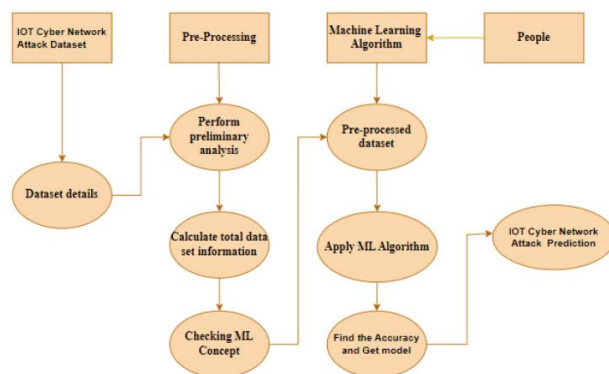 IOT Cyber Network
Attack Dataset
Pre-Processing
Machine Learning
Algorithm
People
Perform
preliminary
analysis
Pre-processed
dataset
Dataset details
Calculate total data
set information
Apply ML Algorithm
IOT Cyber Network
Attack Prediction
Checking ML
Concept
Find the Accuracy
and Get model